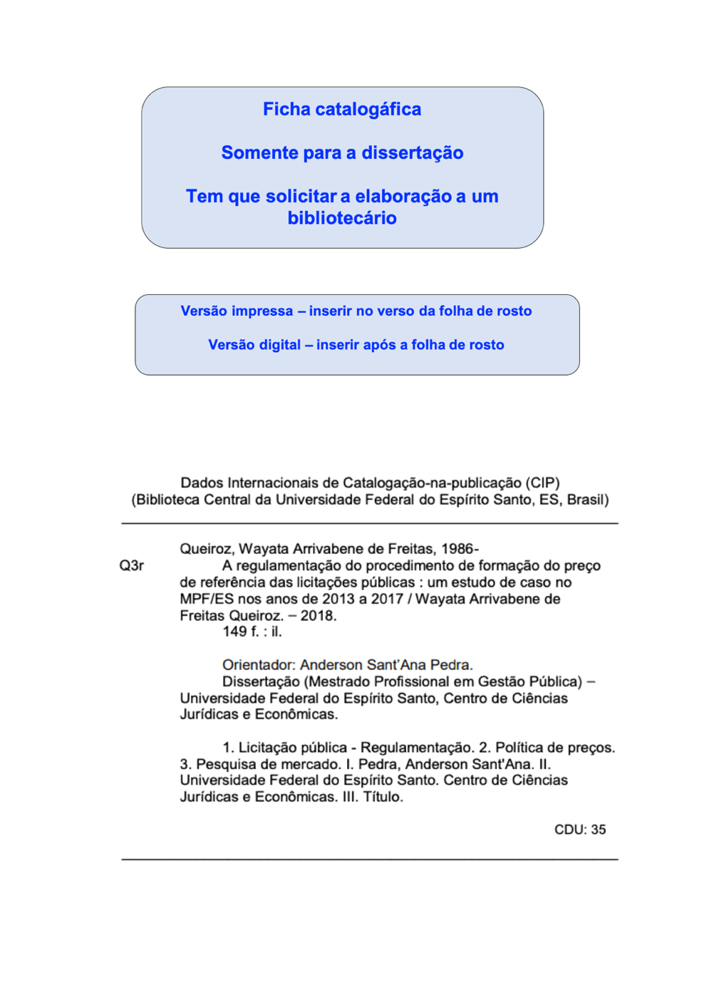 Ficha catalogáfica
Somente para a dissertação
Tem que solicitar a elaboração a um
bibliotecário
Versão impressa – inserir no verso da folha de rosto
Versão digital – inserir após a folha de rosto
Dados Internacionais de Catalogação-na-publicação (CIP)
(Biblioteca Central da Universidade Federal do Espírito Santo, ES, Brasil)
Queiroz, Wayata Arrivabene de Freitas, 1986-
Q3r A regulamentação do procedimento de formação do preço
de referência das licitações públicas : um estudo de caso no
MPF/ES nos anos de 2013 a 2017 / Wayata Arrivabene de
Freitas Queiroz. – 2018.
149 f. : il.
Orientador: Anderson Sant’Ana Pedra.
Dissertação (Mestrado Profissional em Gestão Pública) –
Universidade Federal do Espírito Santo, Centro de Ciências
Jurídicas e Econômicas.
1. Licitação pública - Regulamentação. 2. Política de preços.
3. Pesquisa de mercado. I. Pedra, Anderson Sant'Ana. II.
Universidade Federal do Espírito Santo. Centro de Ciências
Jurídicas e Econômicas. III. Título.
CDU: 35